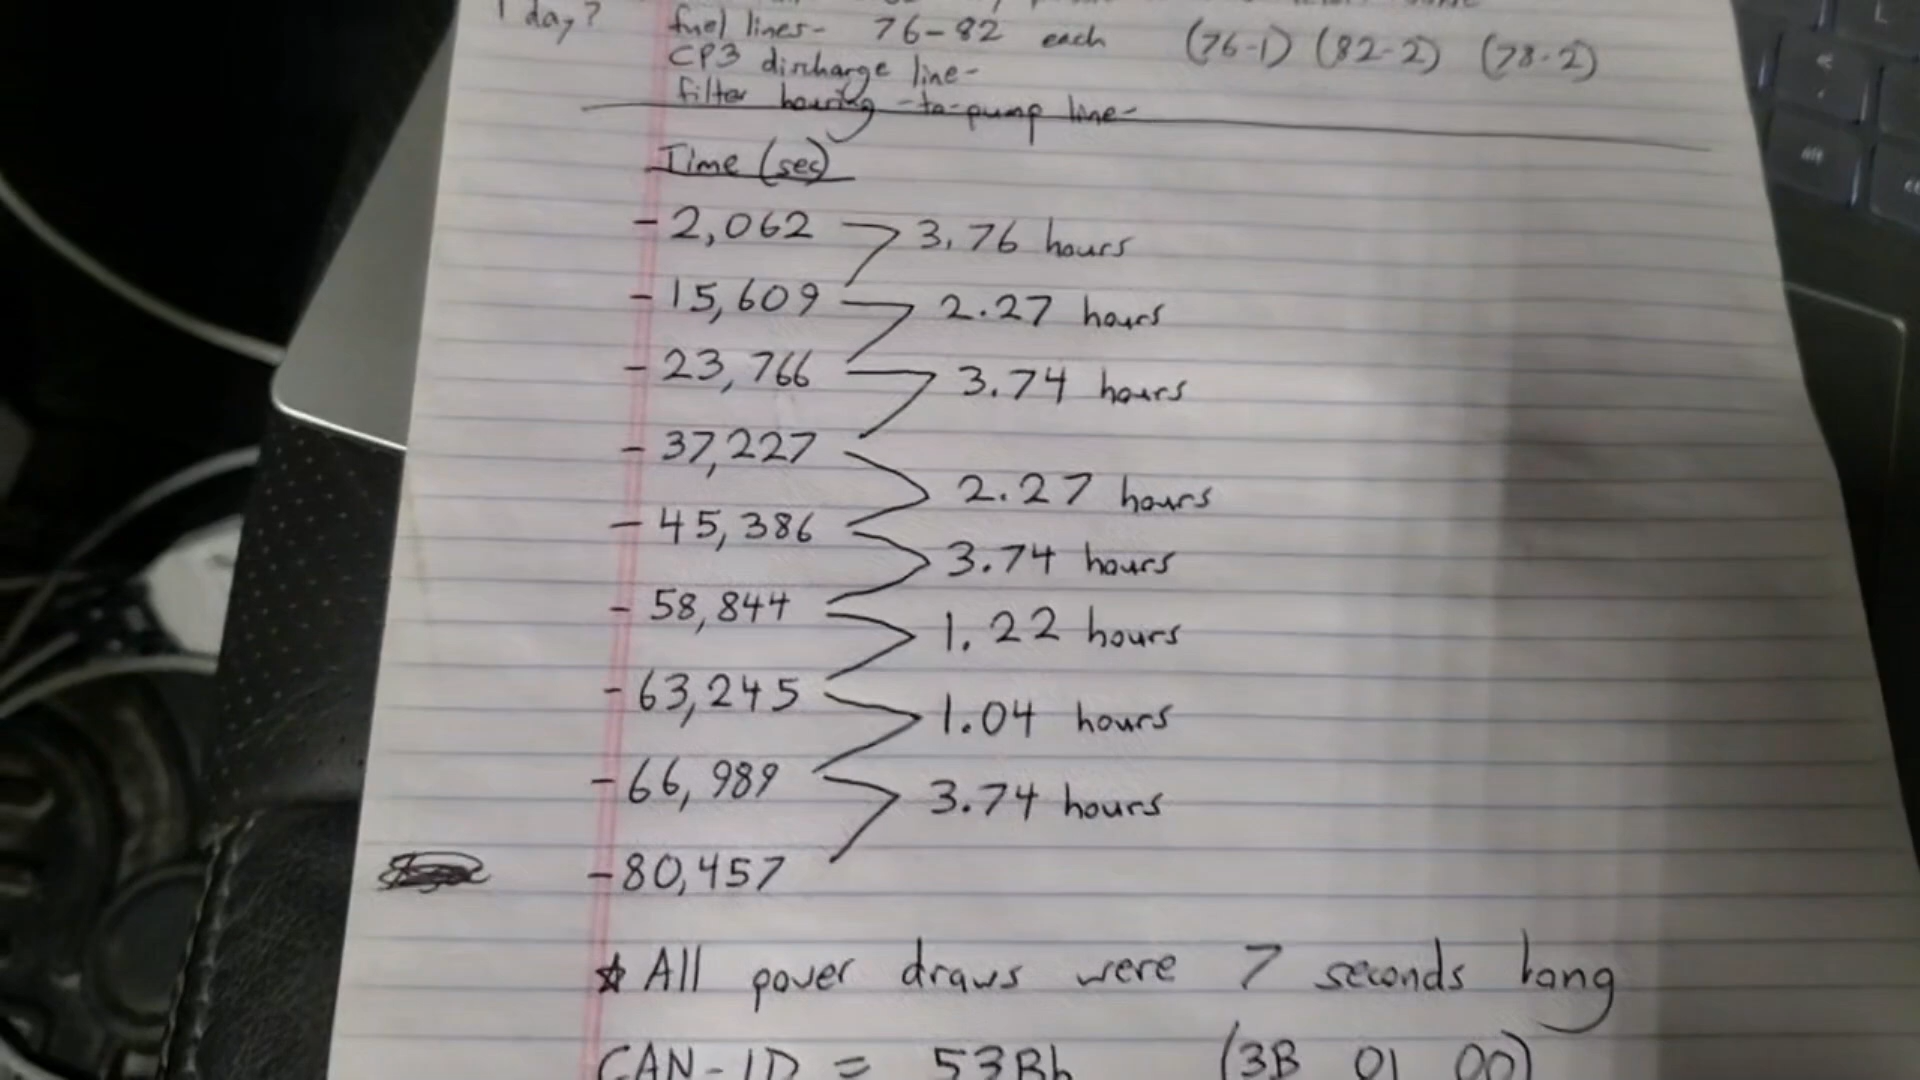 1 day?
fuel lines- 76-82 each (76-1) (82-2) (78-2)
CP3 discharge line-
filter housing-to-pump line-
Time (sec)
- 2,062
3.76 hours
- 15,609
2.27 hours
- 23,766
3.74 hours
- 37,227
2.27 hours
- 45,386
3.74 hours
- 58,844
1.22 hours
- 63,245
1.04 hours
- 66,989
3.74 hours
- 80,457
☆ All power draws were 7 seconds long
CAN-ID = 53Bh (3B 01 00)
alt